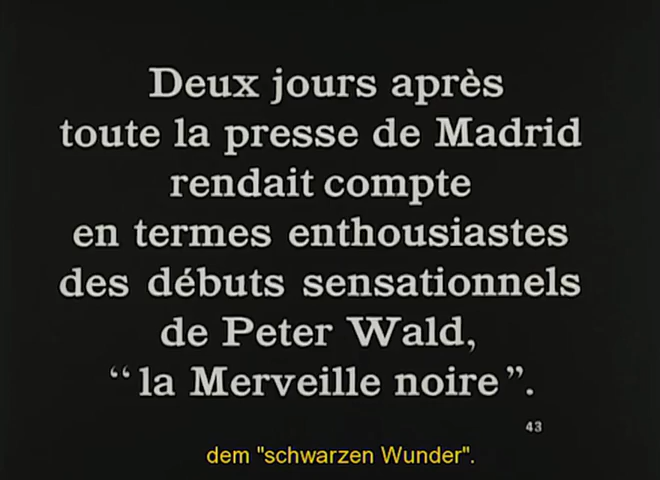 Deux jours après
toute la presse de Madrid
rendait compte
en termes enthousiastes
des débuts sensationnels
de Peter Wald,
“ la Merveille noire ”.
43
dem "schwarzen Wunder".